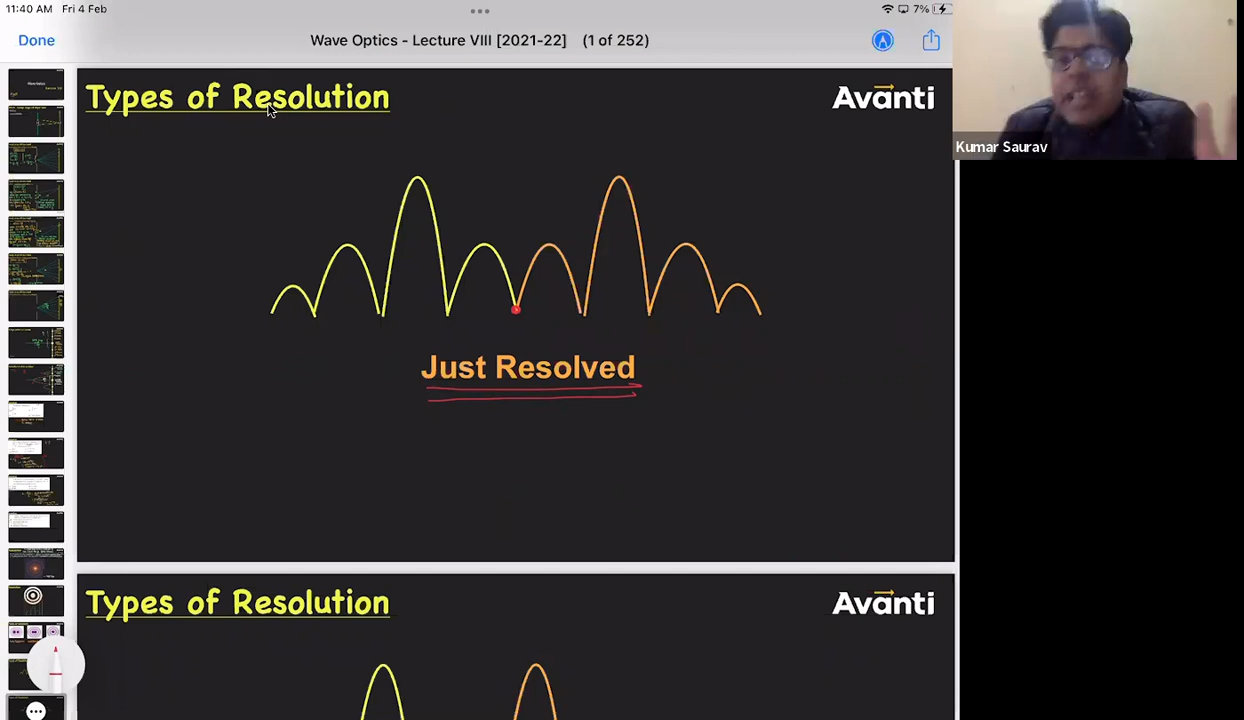 11:40 AM Fri 4 Feb
7%
Done
Wave Optics - Lecture VIII [2021-22] (1 of 252)
Kumar Saurav
Types of Resolution
Avanti
Just Resolved
Types of Resolution
Avanti